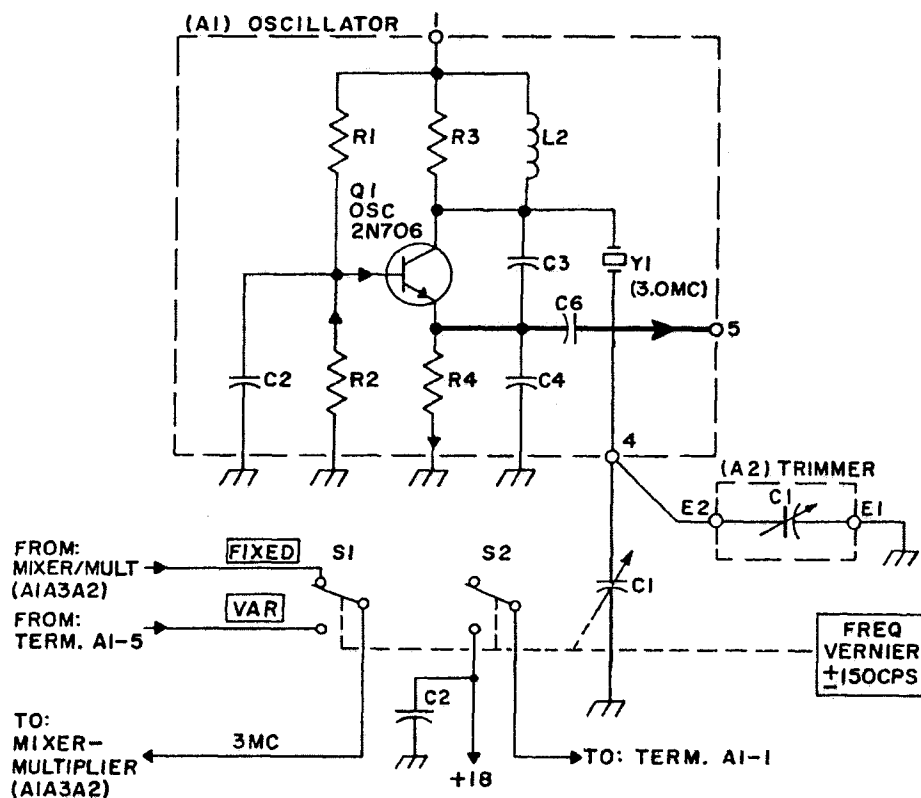 (A1) OSCILLATOR
1
R1
R3
L2
Q1
OSC
2N706
C3
Y1
(3.0MC)
C6
5
C2
R2
R4
C4
4
(A2) TRIMMER
C1
E2
E1
FROM:
MIXER/MULT
(A1A3A2)
FIXED
S1
S2
C1
VAR
FROM:
TERM. A1-5
FREQ
VERNIER
±150CPS
C2
TO:
MIXER-
MULTIPLIER
(A1A3A2)
3MC
+18
TO: TERM. A1-1